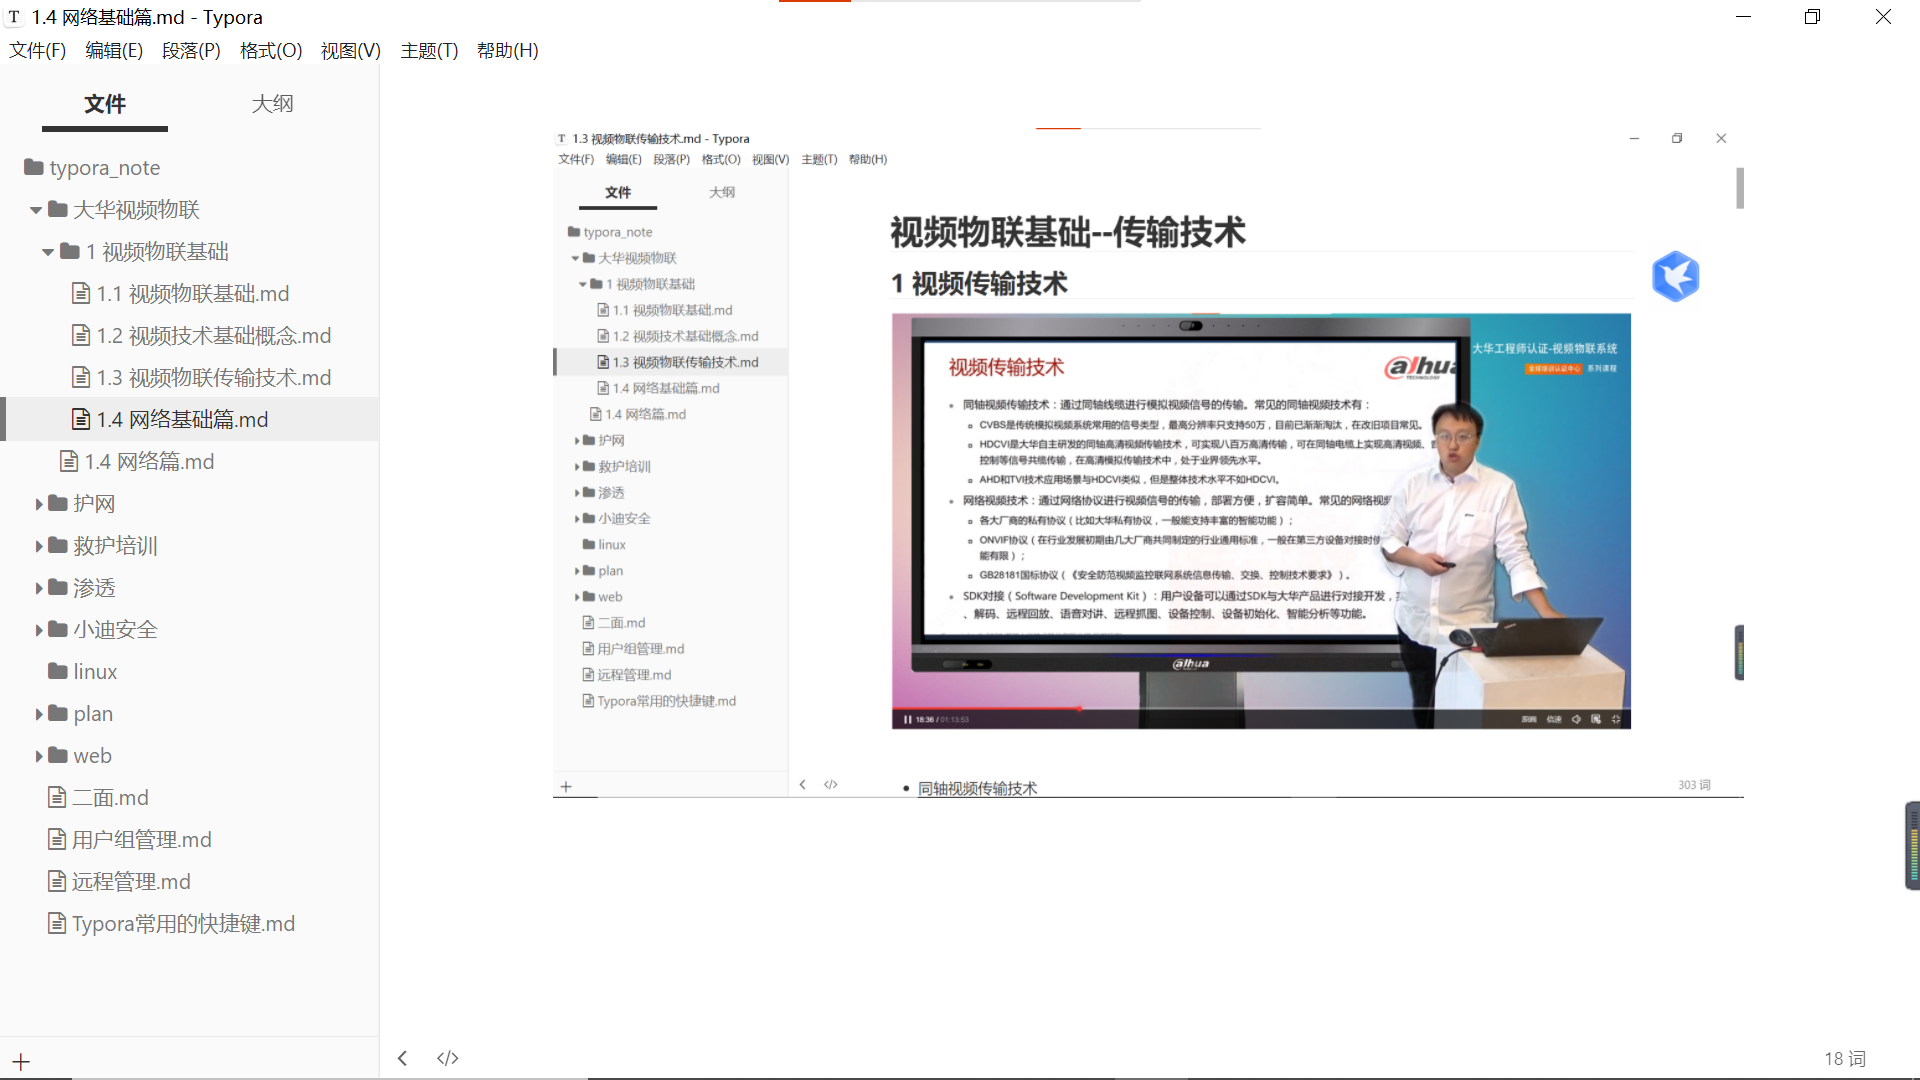 1.4 网络基础篇.md - Typora
文件(F) 编辑(E) 段落(P) 格式(O) 视图(V) 主题(T) 帮助(H)
文件 大纲
typora_note
大华视频物联
1 视频物联基础
1.1 视频物联基础.md
1.2 视频技术基础概念.md
1.3 视频物联传输技术.md
1.4 网络基础篇.md
1.4 网络篇.md
护网
救护培训
渗透
小迪安全
linux
plan
web
二面.md
用户组管理.md
远程管理.md
Typora常用的快捷键.md
T 1.3 视频物联传输技术.md - Typora
文件(F) 编辑(E) 段落(P) 格式(O) 视图(V) 主题(T) 帮助(H)
文件 大纲
typora_note
大华视频物联
1 视频物联基础
1.1 视频物联基础.md
1.2 视频技术基础概念.md
1.3 视频物联传输技术.md
1.4 网络基础篇.md
1.4 网络篇.md
护网
救护培训
渗透
小迪安全
linux
plan
web
二面.md
用户组管理.md
远程管理.md
Typora常用的快捷键.md
视频物联基础--传输技术
1 视频传输技术
视频传输技术
alhua
TECHNOLOGY
大华工程师认证-视频物联系统
全球培训认证中心 系列课程
同轴视频传输技术：通过同轴线缆进行模拟视频信号的传输。常见的同轴视频技术有：
CVBS是传统模拟视频系统常用的信号类型，最高分辨率只支持50万，目前已渐渐淘汰，在改旧项目常见。
HDCVI是大华自主研发的同轴高清视频传输技术，可实现八百万高清传输，可在同轴电缆上实现高清视频、
控制等信号共缆传输，在高清模拟传输技术中，处于业界领先水平。
AHD和TVI技术应用场景与HDCVI类似，但是整体技术水平不如HDCVI。
网络视频技术：通过网络协议进行视频信号的传输，部署方便，扩容简单。常见的网络视频
各大厂商的私有协议（比如大华私有协议，一般能支持丰富的智能功能）；
ONVIF协议（在行业发展初期由几大厂商共同制定的行业通用标准，一般在第三方设备对接时使
能有限）；
GB28181国标协议（《安全防范视频监控联网系统信息传输、交换、控制技术要求》）。
SDK对接（Software Development Kit）：用户设备可以通过SDK与大华产品进行对接开发，
、解码、远程回放、语音对讲、远程抓图、设备控制、设备初始化、智能分析等功能。
alhua
18:36 / 01:13:53 原画 倍速
同轴视频传输技术
303 词
18 词